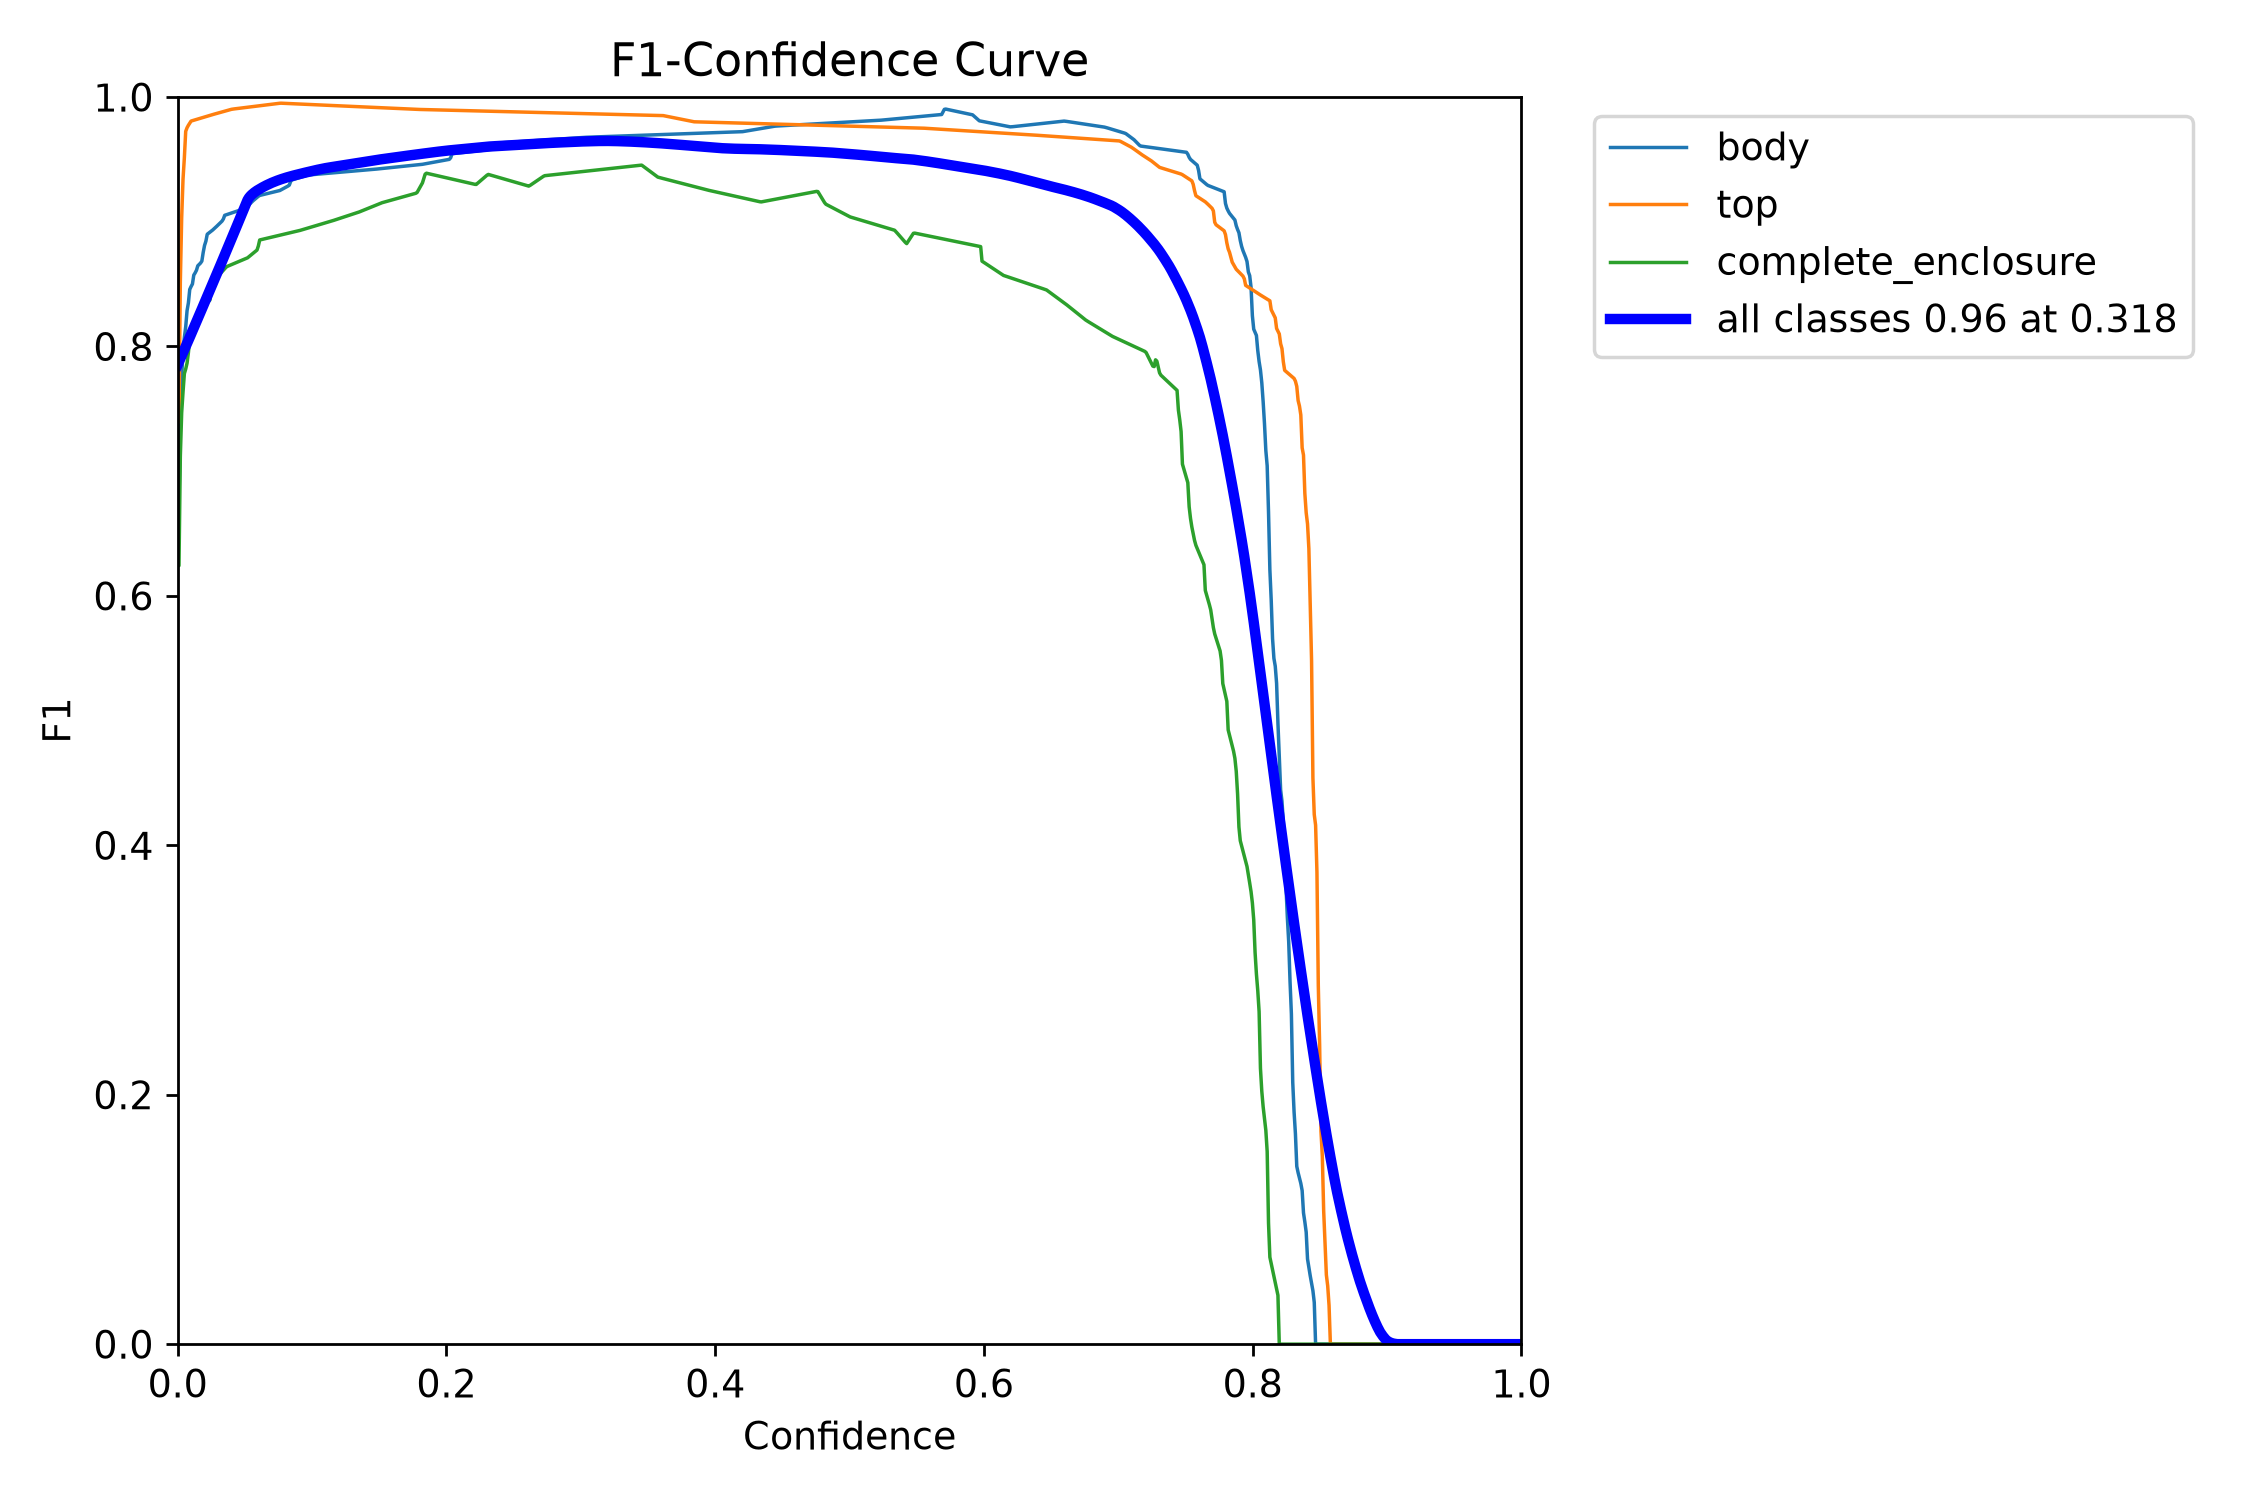 F1-Confidence Curve
1.0
0.8
0.6
0.4
0.2
0.0
F1
0.0 0.2 0.4 0.6 0.8 1.0
Confidence
body
top
complete_enclosure
all classes 0.96 at 0.318